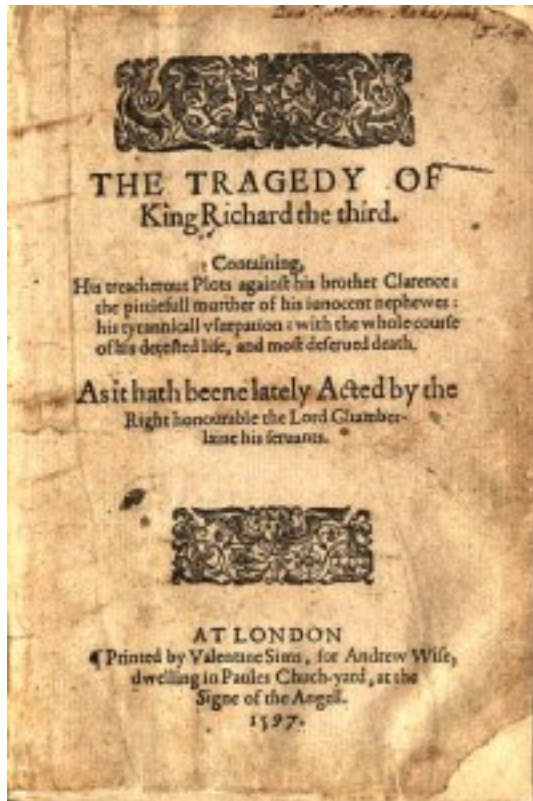 THE TRAGEDY OF
King Richard the third.
Containing,
His treacherous Plots against his brother Clarence:
the pittiefull murther of his iunocent nephewes:
his tyrannicall vsurpation: with the whole course
of his detested life, and most deserued death.
As it hath beene lately Acted by the
Right honourable the Lord Chamber-
laine his seruants.
AT LONDON
¶ Printed by Valentine Sims, for Andrew Wise,
dwelling in Paules Chuch-yard, at the
Signe of the Angell.
1597.